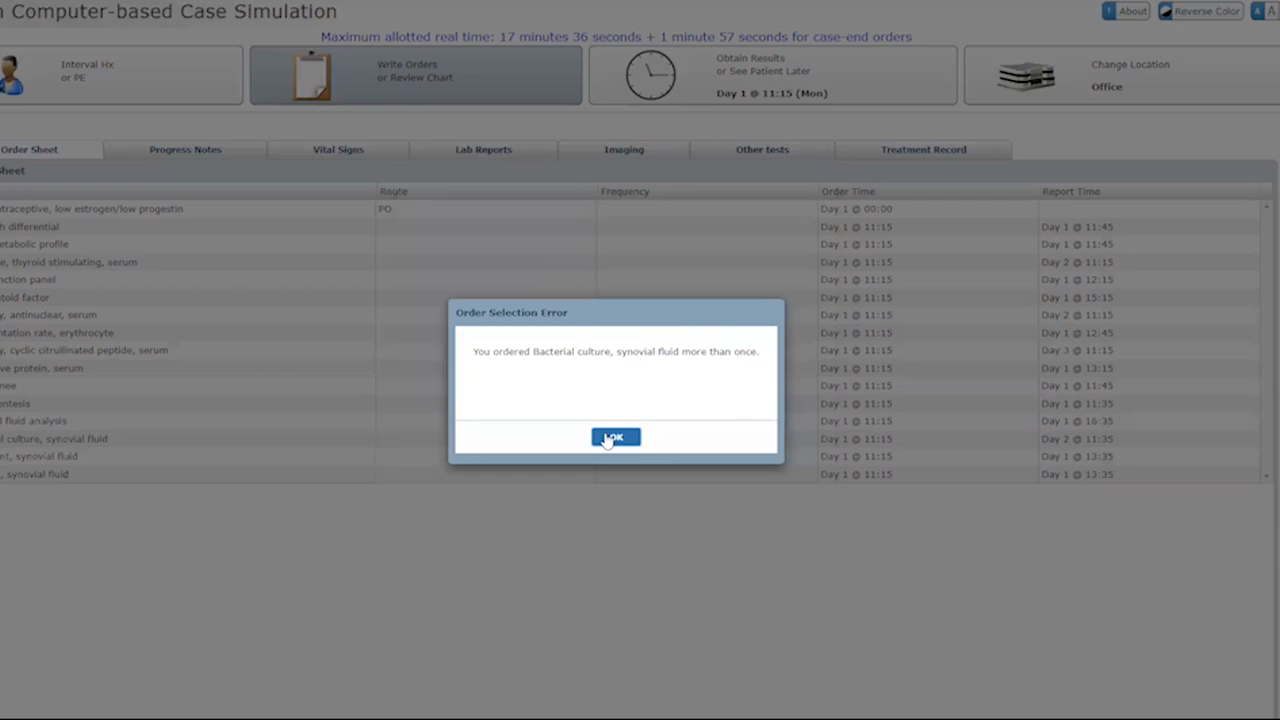 n Computer-based Case Simulation
About
Reverse Color
A A
Maximum allotted real time: 17 minutes 36 seconds + 1 minute 57 seconds for case-end orders
Interval Hx
or PE
Write Orders
or Review Chart
Obtain Results
or See Patient Later
Day 1 @ 11:15 (Mon)
Change Location
Office
Order Sheet
Progress Notes
Vital Signs
Lab Reports
Imaging
Other tests
Treatment Record
Sheet
Route Frequency Order Time Report Time
traceptive, low estrogen/low progestin PO Day 1 @ 00:00
h differential Day 1 @ 11:15 Day 1 @ 11:45
etabolic profile Day 1 @ 11:15 Day 1 @ 11:45
e, thyroid stimulating, serum Day 1 @ 11:15 Day 2 @ 11:15
nction panel Day 1 @ 11:15 Day 1 @ 12:15
atoid factor Day 1 @ 11:15 Day 1 @ 15:15
y, antinuclear, serum Day 1 @ 11:15 Day 2 @ 11:15
entation rate, erythrocyte Day 1 @ 11:15 Day 1 @ 12:45
y, cyclic citrullinated peptide, serum Day 1 @ 11:15 Day 3 @ 11:15
ve protein, serum Day 1 @ 11:15 Day 1 @ 13:15
nee Day 1 @ 11:15 Day 1 @ 11:45
entesis Day 1 @ 11:15 Day 1 @ 11:35
l fluid analysis Day 1 @ 11:15 Day 1 @ 16:35
al culture, synovial fluid Day 1 @ 11:15 Day 2 @ 11:35
nt, synovial fluid Day 1 @ 11:15 Day 1 @ 13:35
, synovial fluid Day 1 @ 11:15 Day 1 @ 13:35
Order Selection Error
You ordered Bacterial culture, synovial fluid more than once.
OK